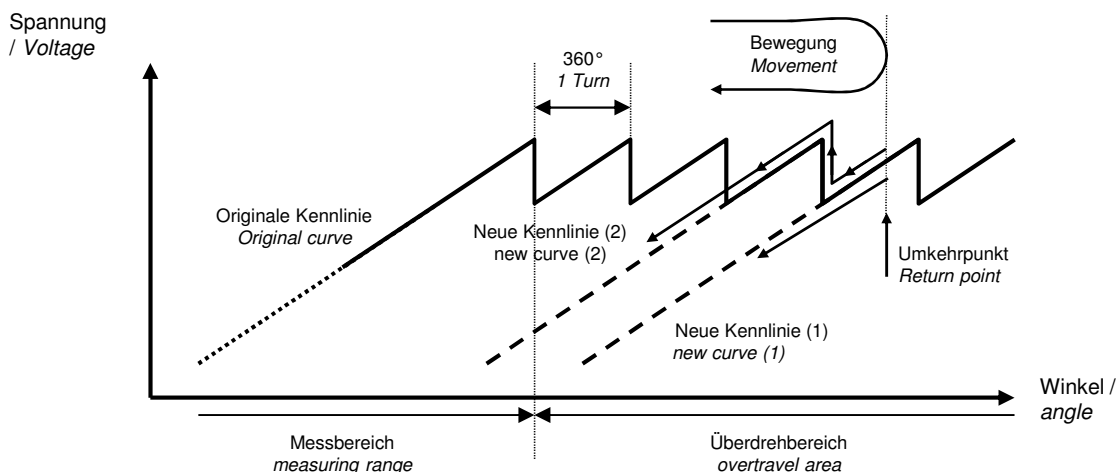 Spannung
/ Voltage
360°
1 Turn
Bewegung
Movement
Originale Kennlinie
Original curve
Neue Kennlinie (2)
new curve (2)
Umkehrpunkt
Return point
Neue Kennlinie (1)
new curve (1)
Winkel /
angle
Messbereich
measuring range
Überdrehbereich
overtravel area